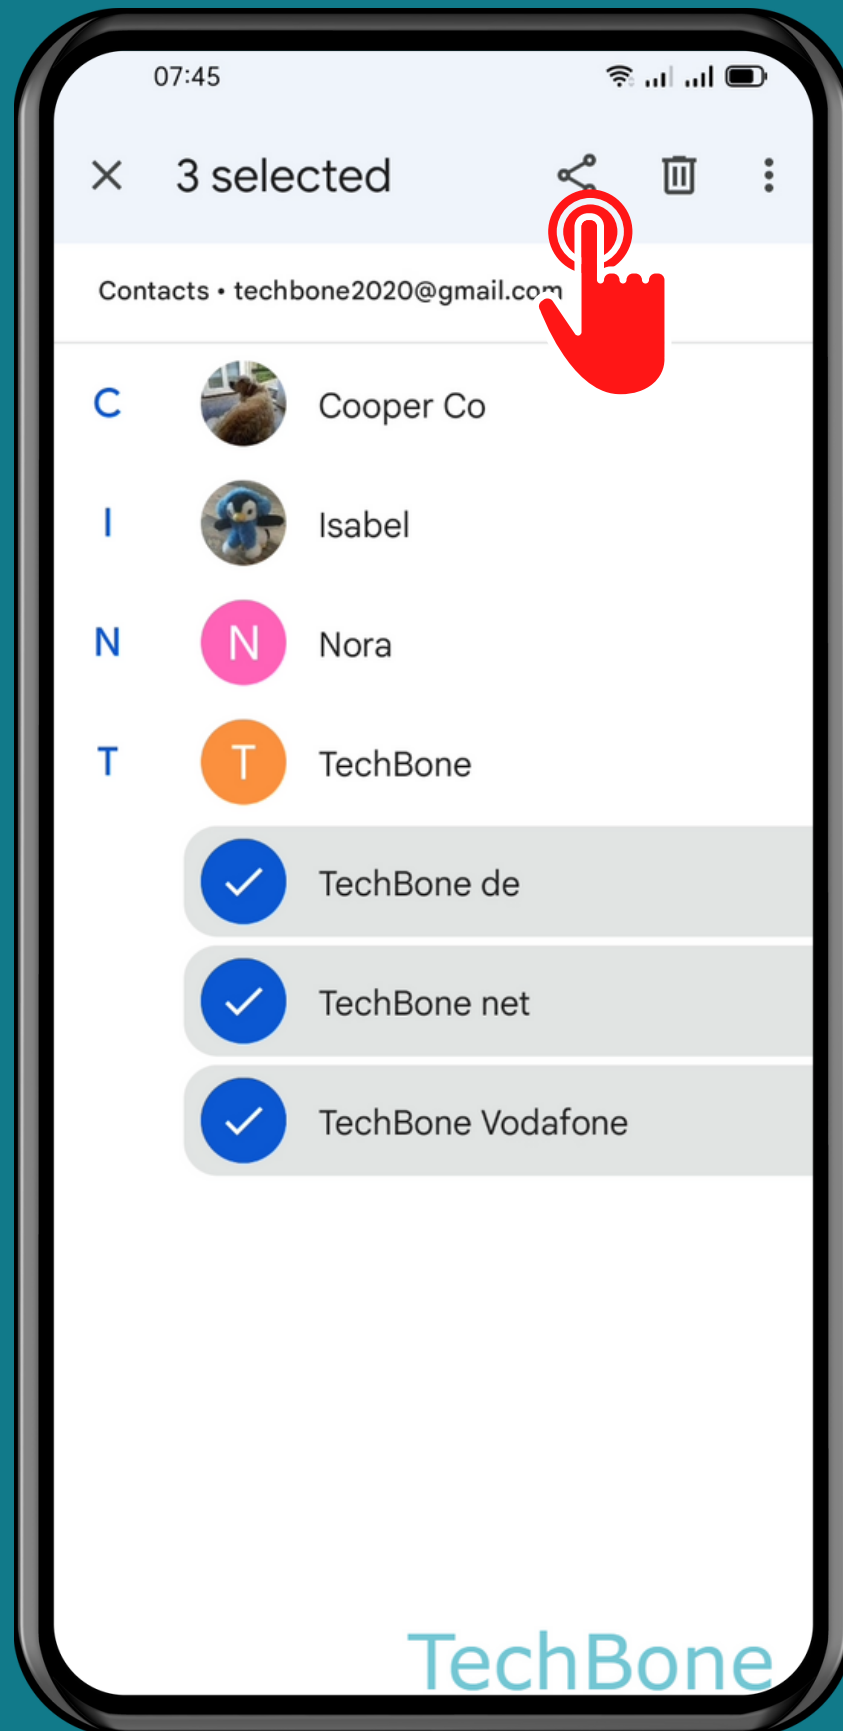 07:45
3 selected
Contacts • techbone2020@gmail.com
C
Cooper Co
I
Isabel
N
N
Nora
T
T
TechBone
TechBone de
TechBone net
TechBone Vodafone
TechBone